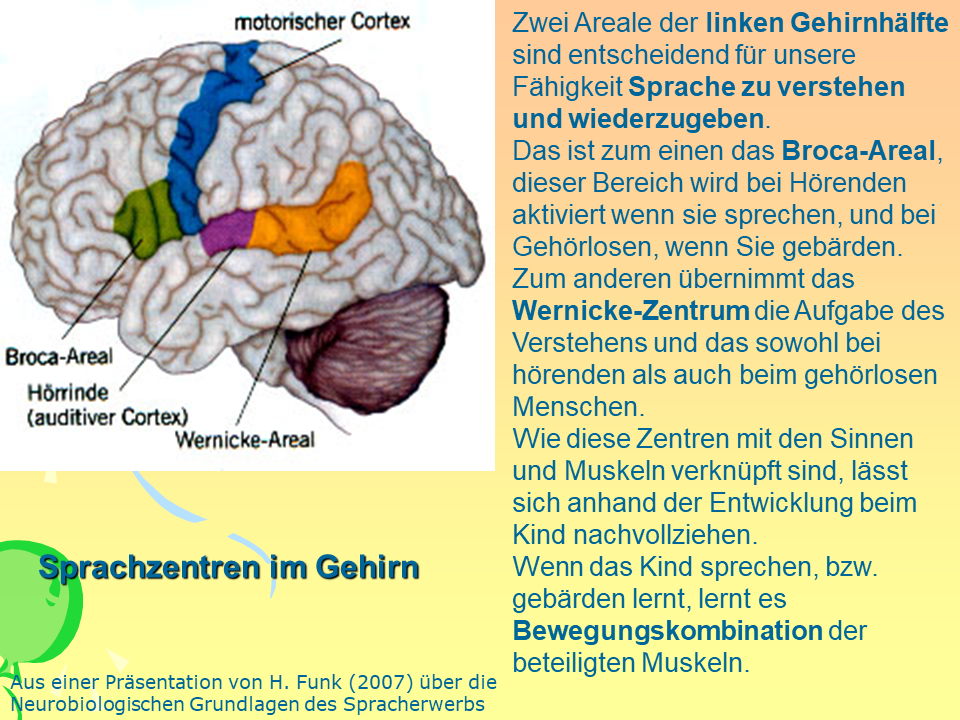 motorischer Cortex
Broca-Areal
Hörrinde
(auditiver Cortex)
Wernicke-Areal
Sprachzentren im Gehirn
Aus einer Präsentation von H. Funk (2007) über die
Neurobiologischen Grundlagen des Spracherwerbs
Zwei Areale der linken Gehirnhälfte
sind entscheidend für unsere
Fähigkeit Sprache zu verstehen
und wiederzugeben.
Das ist zum einen das Broca-Areal,
dieser Bereich wird bei Hörenden
aktiviert wenn sie sprechen, und bei
Gehörlosen, wenn Sie gebärden.
Zum anderen übernimmt das
Wernicke-Zentrum die Aufgabe des
Verstehens und das sowohl bei
hörenden als auch beim gehörlosen
Menschen.
Wie diese Zentren mit den Sinnen
und Muskeln verknüpft sind, lässt
sich anhand der Entwicklung beim
Kind nachvollziehen.
Wenn das Kind sprechen, bzw.
gebärden lernt, lernt es
Bewegungskombination der
beteiligten Muskeln.